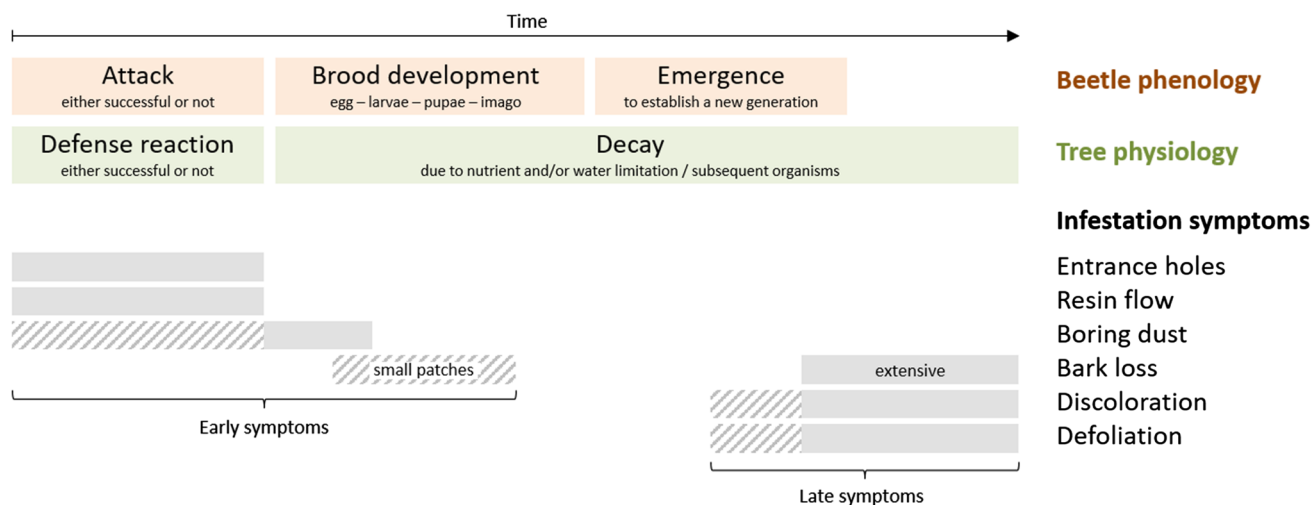 Time
Attack
either successful or not
Brood development
egg – larvae – pupae – imago
Emergence
to establish a new generation
Beetle phenology
Defense reaction
either successful or not
Decay
due to nutrient and/or water limitation / subsequent organisms
Tree physiology
Infestation symptoms
Entrance holes
Resin flow
Boring dust
small patches
extensive
Bark loss
Discoloration
Early symptoms
Defoliation
Late symptoms